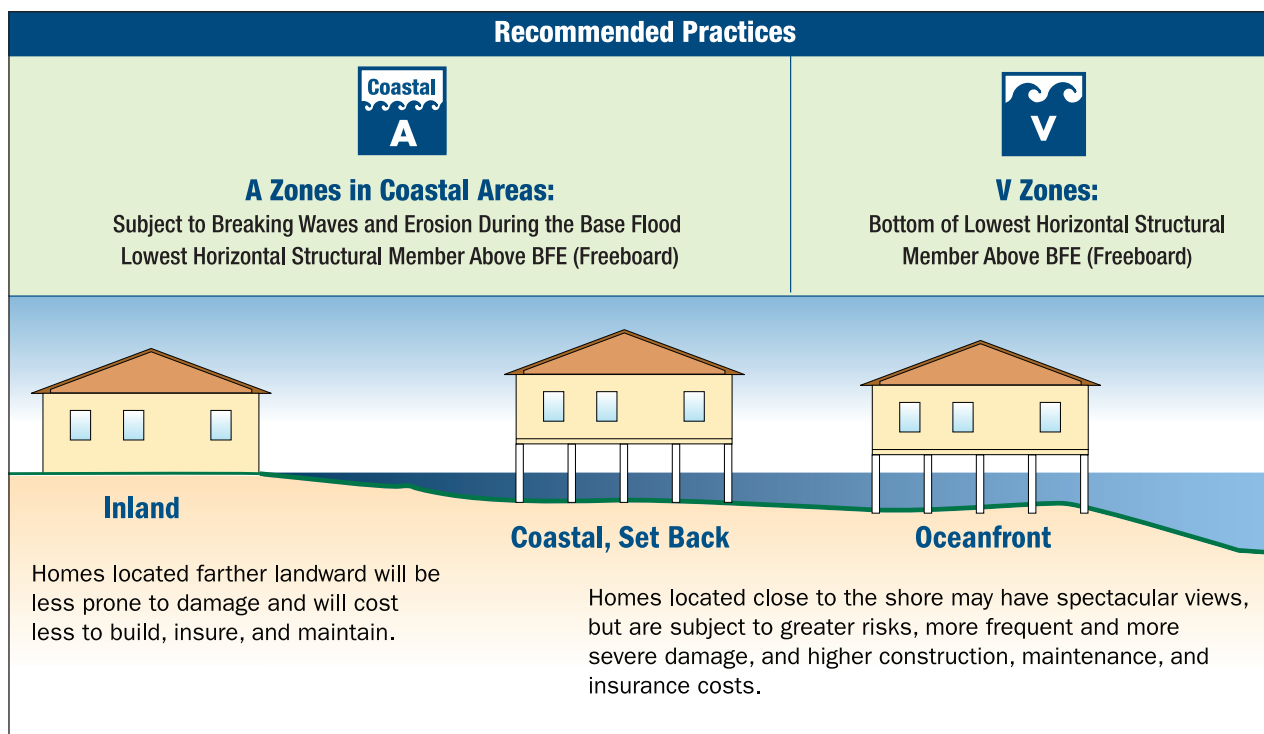 Recommended Practices
Coastal
A
A Zones in Coastal Areas:
Subject to Breaking Waves and Erosion During the Base Flood
Lowest Horizontal Structural Member Above BFE (Freeboard)
V
V Zones:
Bottom of Lowest Horizontal Structural
Member Above BFE (Freeboard)
Inland
Homes located farther landward will be
less prone to damage and will cost
less to build, insure, and maintain.
Coastal, Set Back
Oceanfront
Homes located close to the shore may have spectacular views,
but are subject to greater risks, more frequent and more
severe damage, and higher construction, maintenance, and
insurance costs.